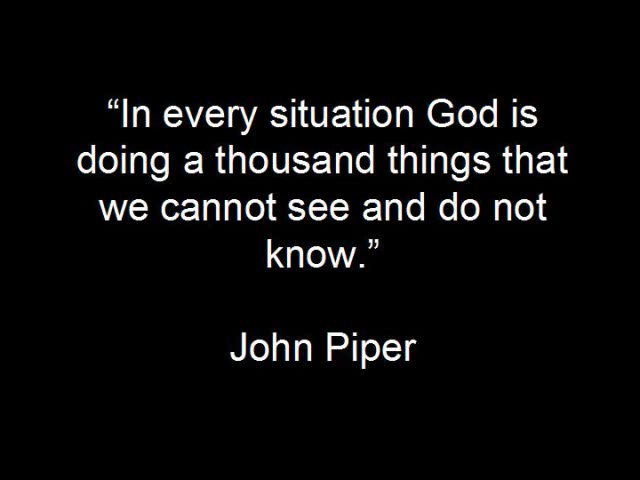 “In every situation God is
doing a thousand things that
we cannot see and do not
know.”
John Piper